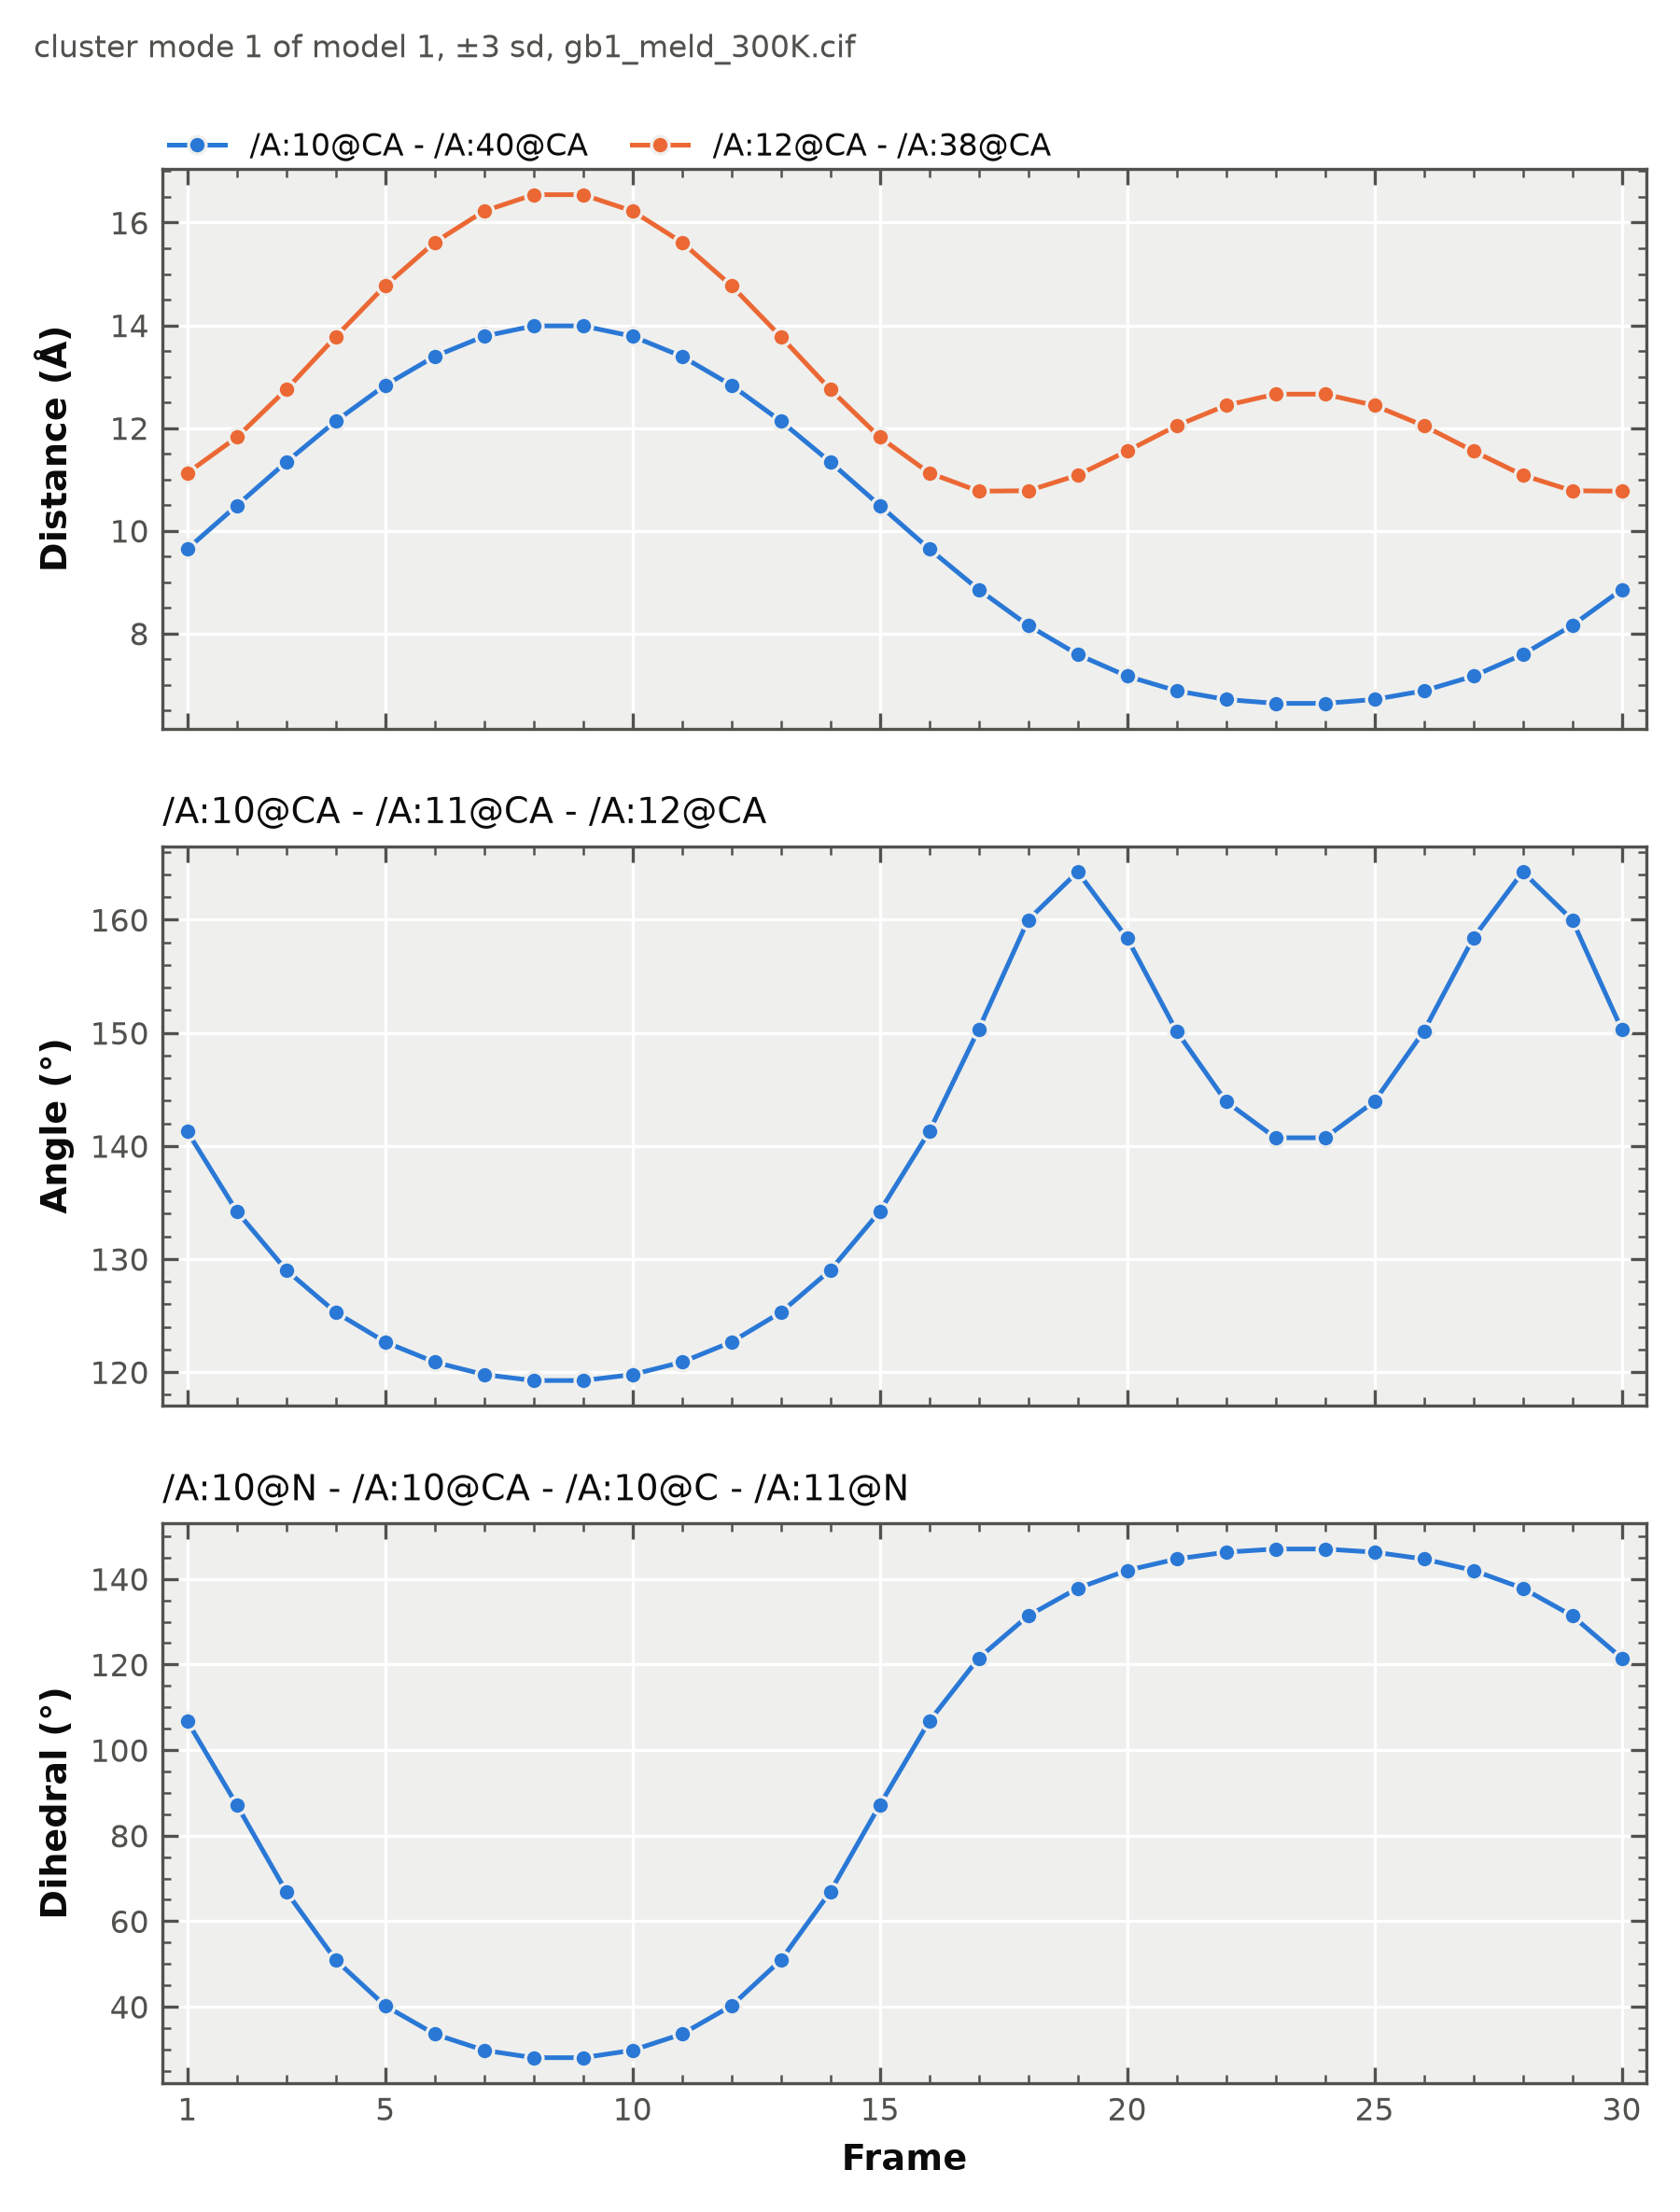 cluster mode 1 of model 1, ±3 sd, gb1_meld_300K.cif
/A:10@CA - /A:40@CA
/A:12@CA - /A:38@CA
Distance (Å)
16
14
12
10
8
/A:10@CA - /A:11@CA - /A:12@CA
Angle (°)
160
150
140
130
120
/A:10@N - /A:10@CA - /A:10@C - /A:11@N
Dihedral (°)
140
120
100
80
60
40
1 5 10 15 20 25 30
Frame